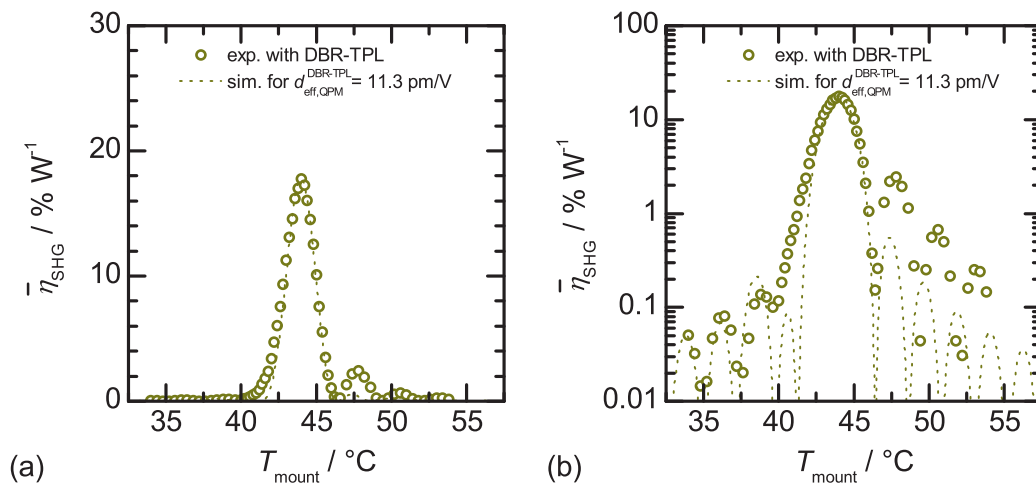 30
20
10
0
35 40 45 50 55
exp. with DBR-TPL
sim. for d_eff,QPM^DBR-TPL = 11.3 pm/V
η̄_SHG / % W⁻¹
T_mount / °C
(a)
100
10
1
0.1
0.01
35 40 45 50 55
exp. with DBR-TPL
sim. for d_eff,QPM^DBR-TPL = 11.3 pm/V
η̄_SHG / % W⁻¹
T_mount / °C
(b)